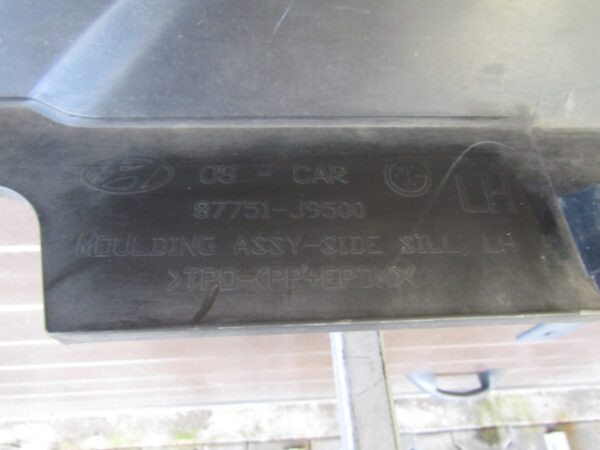 OS - CAR
LH
87751-J9500
MOULDING ASSY-SIDE SILL, LH
>TPO-(PP+EPDM)<